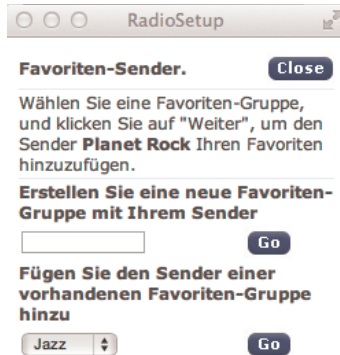 RadioSetup
Favoriten-Sender. Close
Wählen Sie eine Favoriten-Gruppe,
und klicken Sie auf "Weiter", um den
Sender Planet Rock Ihren Favoriten
hinzuzufügen.
Erstellen Sie eine neue Favoriten-
Gruppe mit Ihrem Sender
Go
Fügen Sie den Sender einer
vorhandenen Favoriten-Gruppe
hinzu
Jazz Go